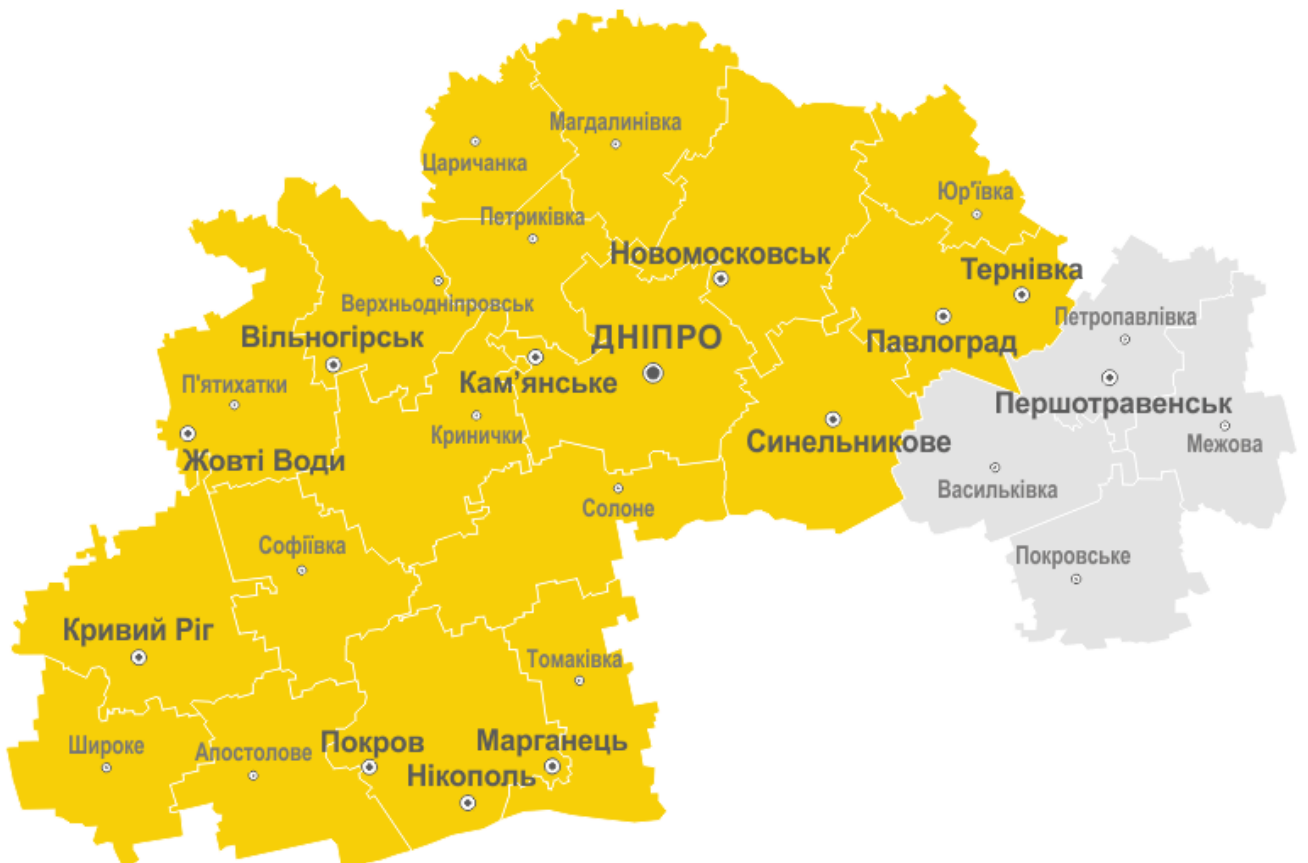 Магдалинівка
Царичанка
Юр'ївка
Петриківка
Новомосковськ
Тернівка
Верхньодніпровськ
Петропавлівка
Вільногірськ
ДНІПРО
Павлоград
Кам’янське
П'ятихатки
Першотравенськ
Кринички
Синельникове
Межова
Жовті Води
Васильківка
Солоне
Софіївка
Покровське
Кривий Ріг
Томаківка
Широке
Апостолове
Покров
Марганець
Нікополь